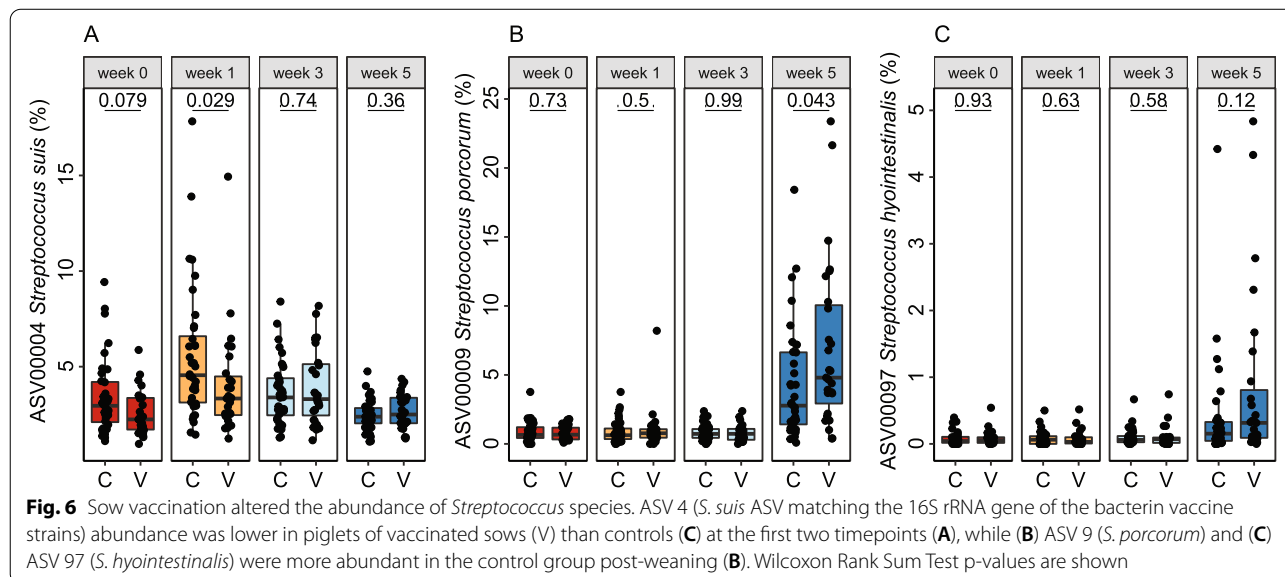 A
B
C
week 0 week 1 week 3 week 5
week 0 week 1 week 3 week 5
week 0 week 1 week 3 week 5
0.079 0.029 0.74 0.36
0.73 0.5 0.99 0.043
0.93 0.63 0.58 0.12
ASV00004 Streptococcus suis (%)
15
10
5
ASV00009 Streptococcus porcorum (%)
25
20
15
10
5
0
ASV00097 Streptococcus hyointestinalis (%)
5
4
3
2
1
0
C V C V C V C V
C V C V C V C V
C V C V C V C V
Fig. 6 Sow vaccination altered the abundance of Streptococcus species. ASV 4 (S. suis ASV matching the 16S rRNA gene of the bacterin vaccine
strains) abundance was lower in piglets of vaccinated sows (V) than controls (C) at the first two timepoints (A), while (B) ASV 9 (S. porcorum) and (C)
ASV 97 (S. hyointestinalis) were more abundant in the control group post-weaning (B). Wilcoxon Rank Sum Test p-values are shown